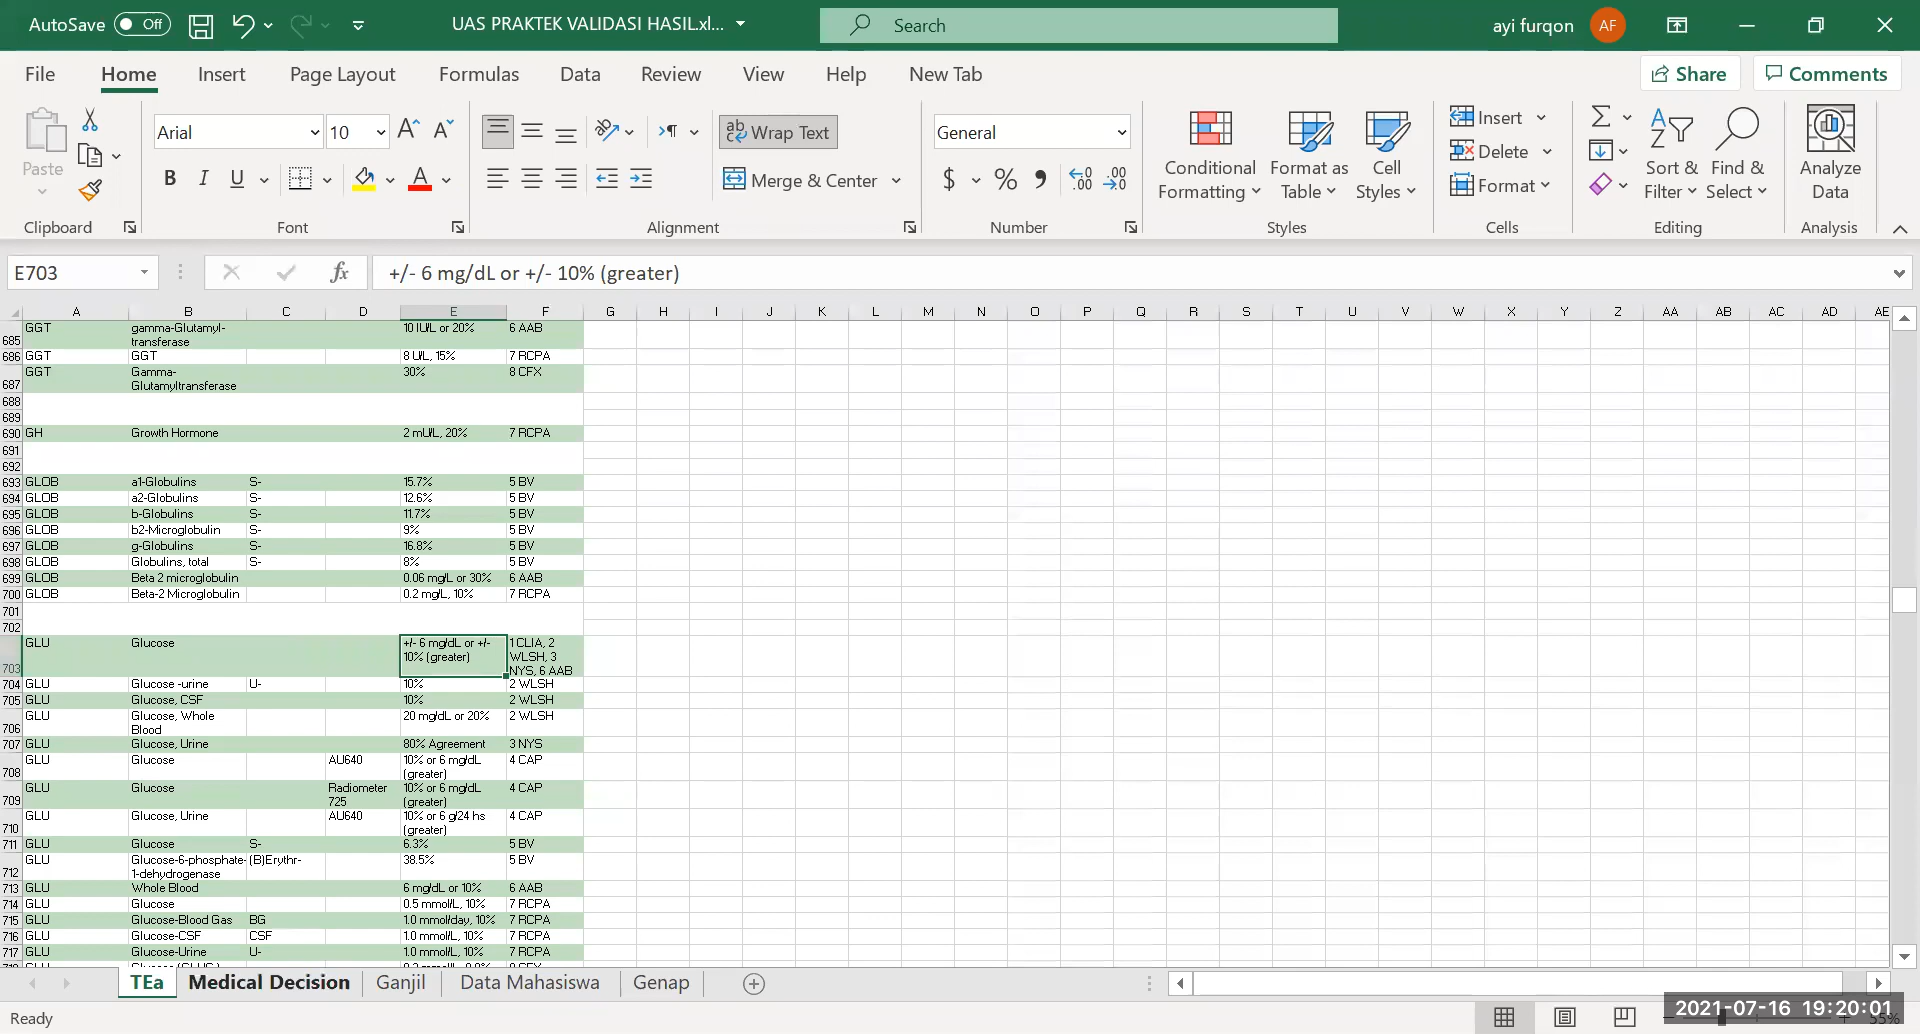 AutoSave Off UAS PRAKTEK VALIDASI HASIL.xl... Search ayi furqon AF
File Home Insert Page Layout Formulas Data Review View Help New Tab Share Comments
Paste
Clipboard
Arial 10
B I U A
Font
ab Wrap Text
Merge & Center
Alignment
General
$ % 9 .00 .00
Number
Conditional Formatting
Format as Table
Cell Styles
Styles
Insert
Delete
Format
Cells
Sort & Filter
Find & Select
Editing
Analyze Data
Analysis
E703 fx +/- 6 mg/dL or +/- 10% (greater)
A B C D E F G H I J K L M N O P Q R S T U V W X Y Z AA AB AC AD AE
685 GGT gamma-Glutamyl-transferase 10 IU/L or 20% 6 AAB
686 GGT GGT 8 U/L, 15% 7 RCPA
687 GGT Gamma-Glutamyltransferase 30% 8 CFX
688
689
690 GH Growth Hormone 2 mU/L, 20% 7 RCPA
691
692
693 GLOB a1-Globulins S- 15.7% 5 BV
694 GLOB a2-Globulins S- 12.6% 5 BV
695 GLOB b-Globulins S- 11.7% 5 BV
696 GLOB b2-Microglobulin S- 9% 5 BV
697 GLOB g-Globulins S- 16.8% 5 BV
698 GLOB Globulins, total S- 8% 5 BV
699 GLOB Beta 2 microglobulin 0.06 mg/L or 30% 6 AAB
700 GLOB Beta-2 Microglobulin 0.2 mg/L, 10% 7 RCPA
701
702
703 GLU Glucose +/- 6 mg/dL or +/- 10% (greater) 1 CLIA, 2 WLSH, 3 NYS, 6 AAB
704 GLU Glucose -urine U- 10% 2 WLSH
705 GLU Glucose, CSF 10% 2 WLSH
706 GLU Glucose, Whole Blood 20 mg/dL or 20% 2 WLSH
707 GLU Glucose, Urine 80% Agreement 3 NYS
708 GLU Glucose AU640 10% or 6 mg/dL (greater) 4 CAP
709 GLU Glucose Radiometer 725 10% or 6 mg/dL (greater) 4 CAP
710 GLU Glucose, Urine AU640 10% or 6 g/24 hs (greater) 4 CAP
711 GLU Glucose S- 6.3% 5 BV
712 GLU Glucose-6-phosphate-1-dehydrogenase (B)Erythr- 38.5% 5 BV
713 GLU Whole Blood 6 mg/dL or 10% 6 AAB
714 GLU Glucose 0.5 mmol/L, 10% 7 RCPA
715 GLU Glucose-Blood Gas BG 1.0 mmol/day, 10% 7 RCPA
716 GLU Glucose-CSF CSF 1.0 mmol/L, 10% 7 RCPA
717 GLU Glucose-Urine U- 1.0 mmol/L, 10% 7 RCPA
TEa Medical Decision Ganjil Data Mahasiswa Genap
Ready 2021-07-16 19:20:01 55%